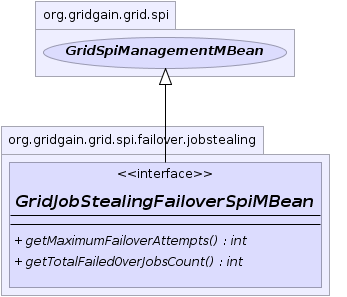 org.gridgain.grid.spi
GridSpiManagementMBean
org.gridgain.grid.spi.failover.jobstealing
<<interface>>
GridJobStealingFailoverSpiMBean
+ getMaximumFailoverAttempts() : int
+ getTotalFailedOverJobsCount() : int